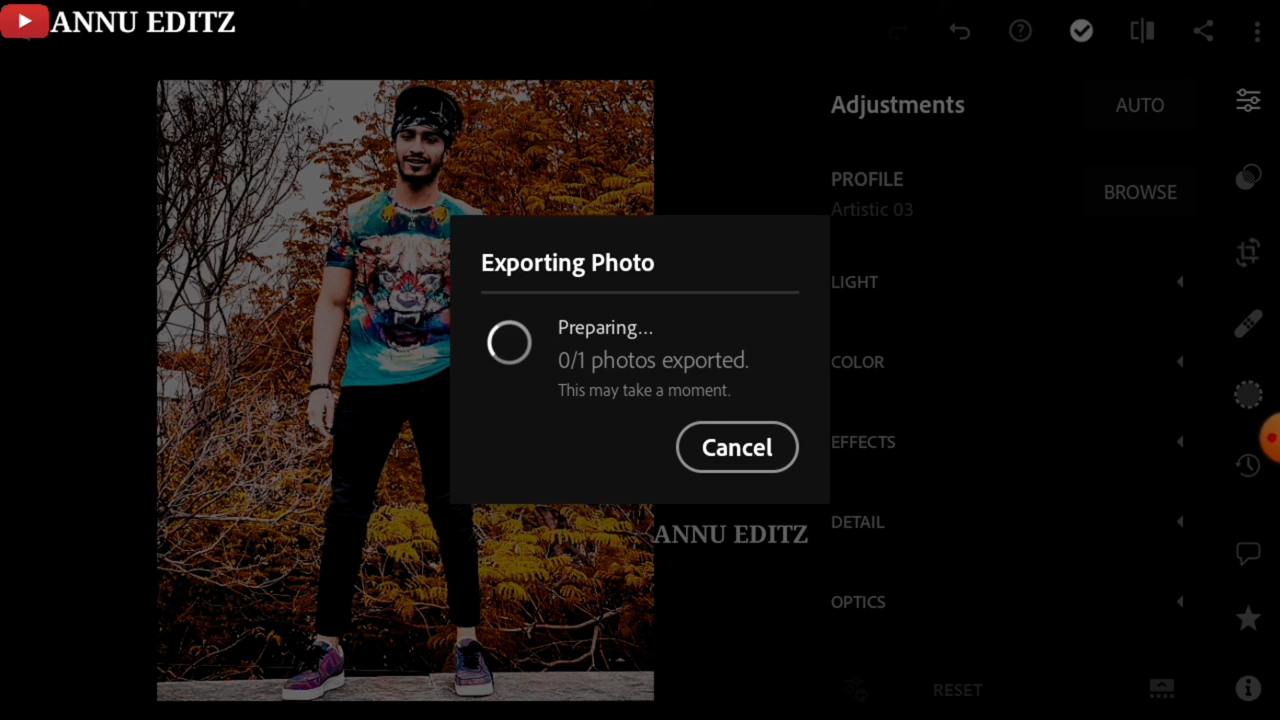 ANNU EDITZ
Adjustments
AUTO
PROFILE
Artistic 03
BROWSE
LIGHT
COLOR
EFFECTS
DETAIL
OPTICS
RESET
Exporting Photo
Preparing...
0/1 photos exported.
This may take a moment.
Cancel
ANNU EDITZ